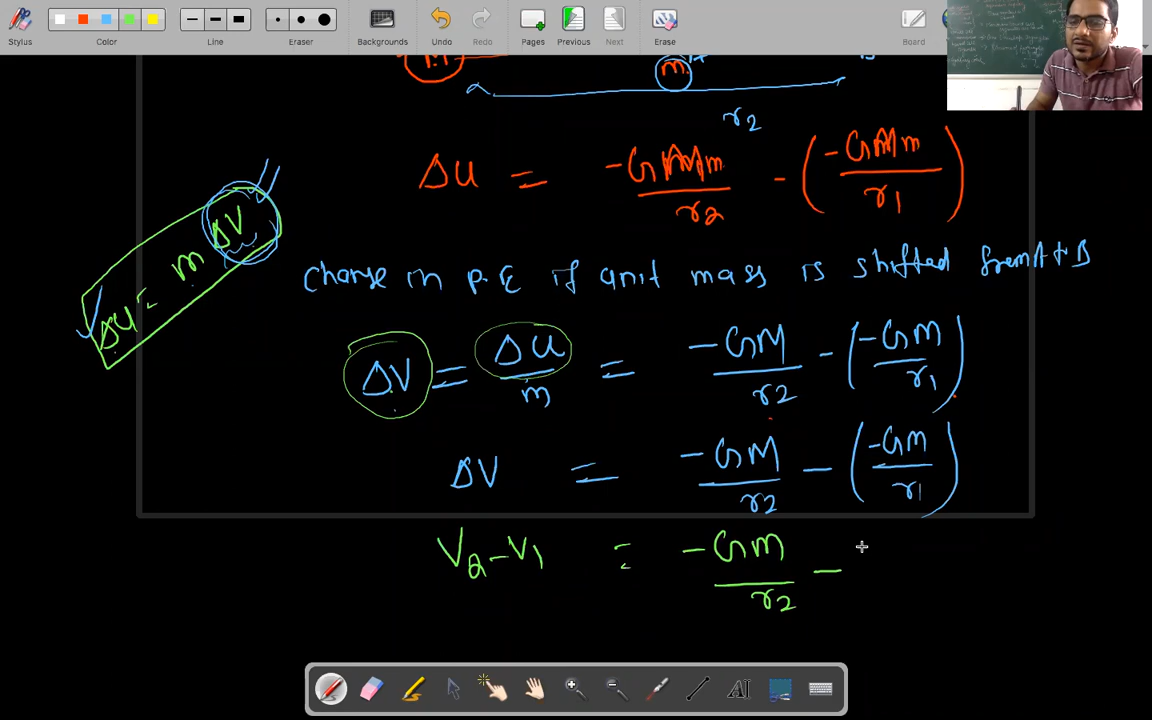 Stylus Color Line Eraser Backgrounds Undo Redo Pages Previous Next Erase Board
m
r2
ΔU = -GMm/r2 - (-GMm/r1)
ΔU = m ΔV
change in p.E if unit mass is shifted from A to B
ΔV = ΔU/m = -GM/r2 - (-GM/r1)
ΔV = -GM/r2 - (-GM/r1)
V2-V1 = -GM/r2 -